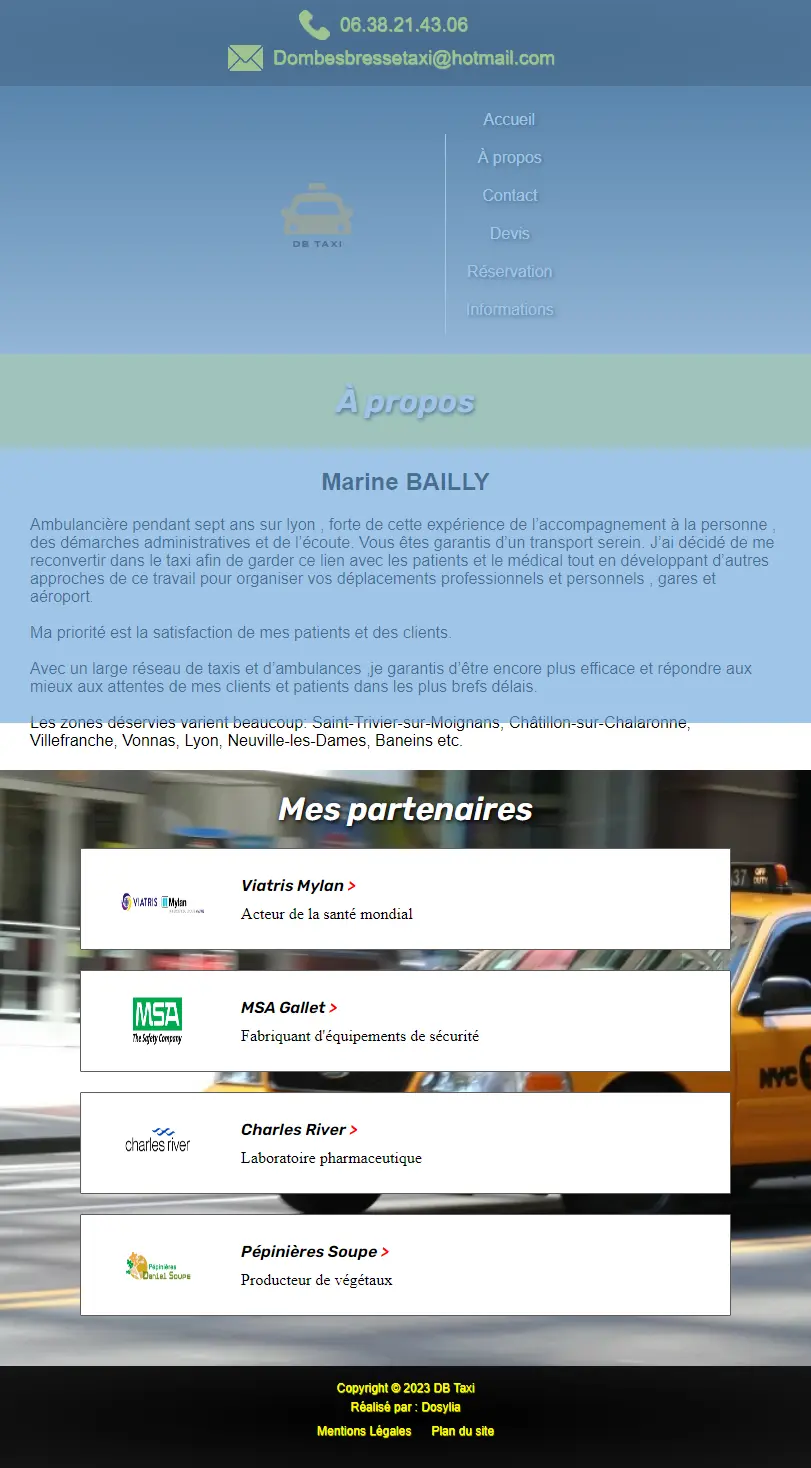 06.38.21.43.06
Dombesbressetaxi@hotmail.com
DB TAXI
Accueil
À propos
Contact
Devis
Réservation
Informations
À propos
Marine BAILLY
Ambulancière pendant sept ans sur lyon , forte de cette expérience de l’accompagnement à la personne ,
des démarches administratives et de l’écoute. Vous êtes garantis d’un transport serein. J’ai décidé de me
reconvertir dans le taxi afin de garder ce lien avec les patients et le médical tout en développant d’autres
approches de ce travail pour organiser vos déplacements professionnels et personnels , gares et
aéroport.
Ma priorité est la satisfaction de mes patients et des clients.
Avec un large réseau de taxis et d’ambulances ,je garantis d’être encore plus efficace et répondre aux
mieux aux attentes de mes clients et patients dans les plus brefs délais.
Les zones déservies varient beaucoup: Saint-Trivier-sur-Moignans, Châtillon-sur-Chalaronne,
Villefranche, Vonnas, Lyon, Neuville-les-Dames, Baneins etc.
Mes partenaires
37 OFF DUTY
VIATRIS Mylan
Viatris Mylan >
Acteur de la santé mondial
MSA
The Safety Company
MSA Gallet >
Fabriquant d'équipements de sécurité
NYC
charles river
Charles River >
Laboratoire pharmaceutique
Pépinières
Daniel Soupe
Pépinières Soupe >
Producteur de végétaux
Copyright © 2023 DB Taxi
Réalisé par : Dosylia
Mentions Légales Plan du site